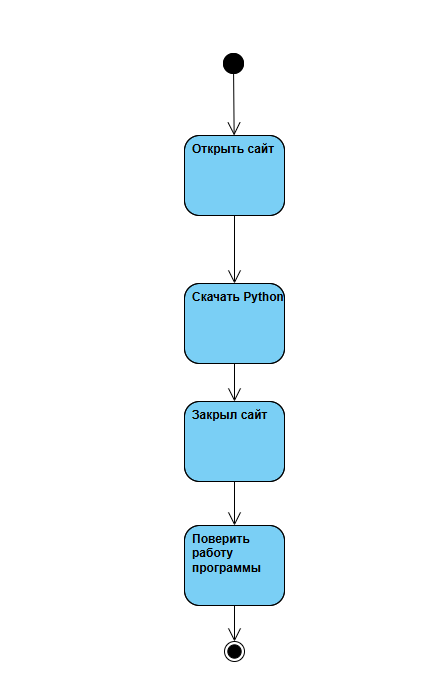 Открыть сайт
Скачать Python
Закрыл сайт
Поверить
работу
программы